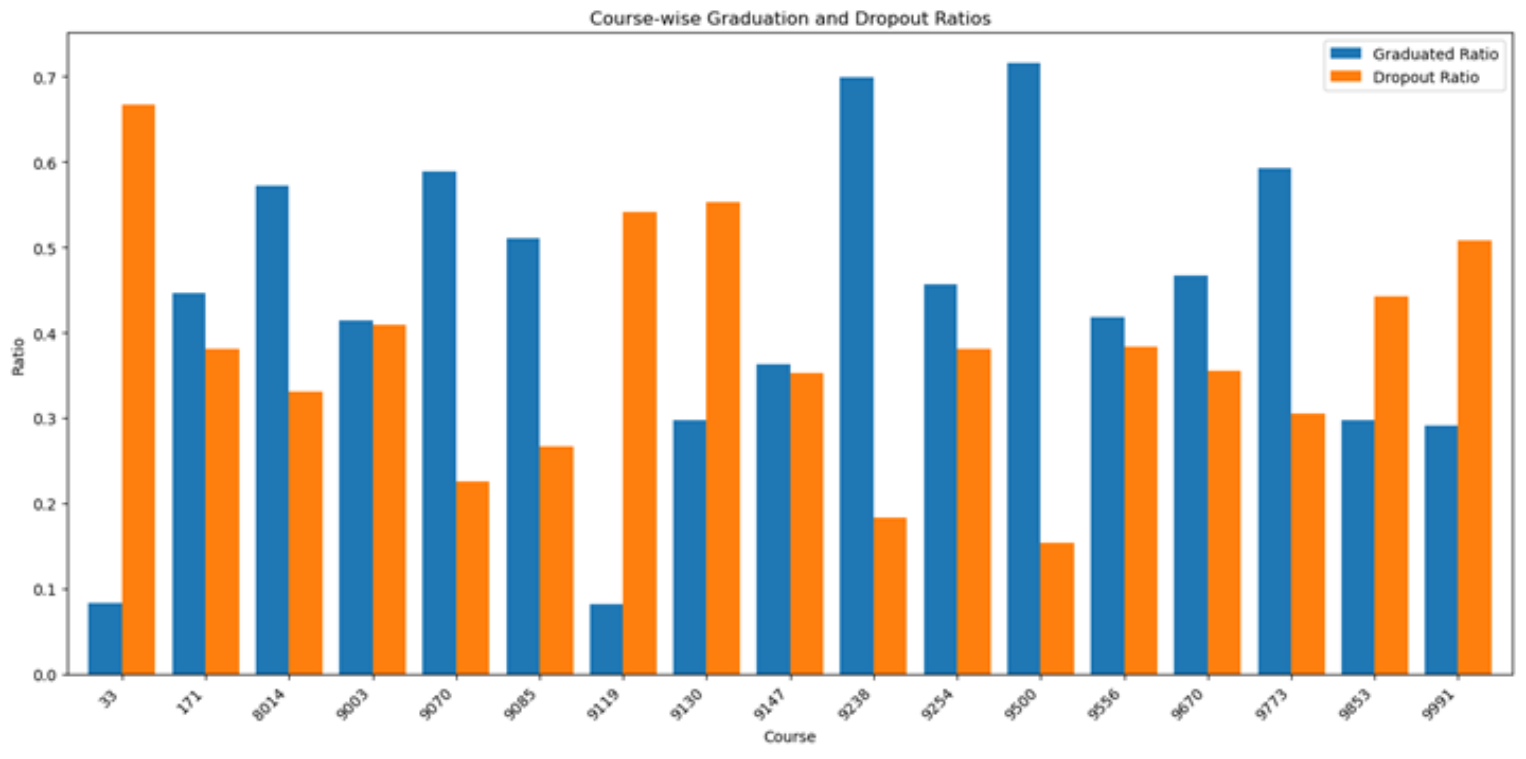 Course-wise Graduation and Dropout Ratios
Graduated Ratio
Dropout Ratio
0.7
0.6
0.5
0.4
0.3
0.2
0.1
0.0
Ratio
33 171 8014 9003 9070 9085 9119 9130 9147 9238 9254 9500 9556 9670 9773 9853 9991
Course